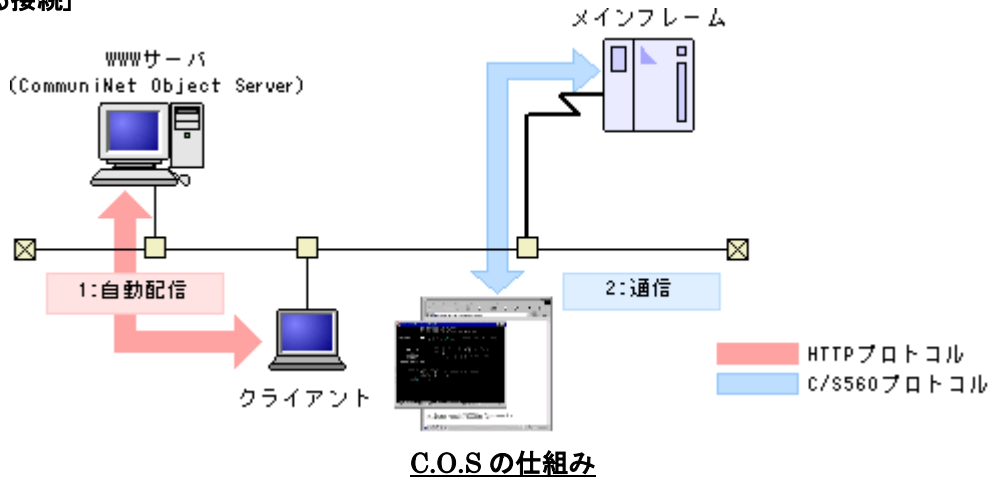 る接続」
メインフレーム
WWWサーバ
(CommuniNet Object Server)
1:自動配信
2:通信
クライアント
HTTPプロトコル
C/S560プロトコル
C.O.S の仕組み